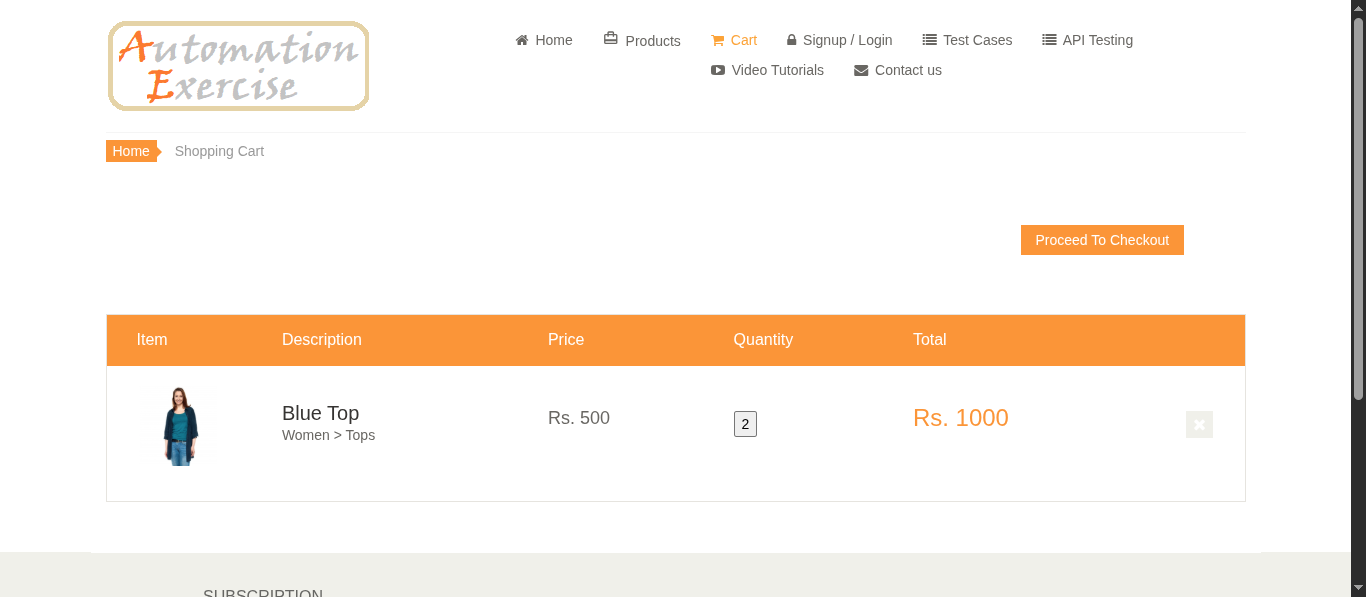 Automation
Exercise
Home Products Cart Signup / Login Test Cases API Testing
Video Tutorials Contact us
Home Shopping Cart
Proceed To Checkout
Item Description Price Quantity Total
Blue Top Rs. 500 2 Rs. 1000
Women > Tops
SUBSCRIPTION